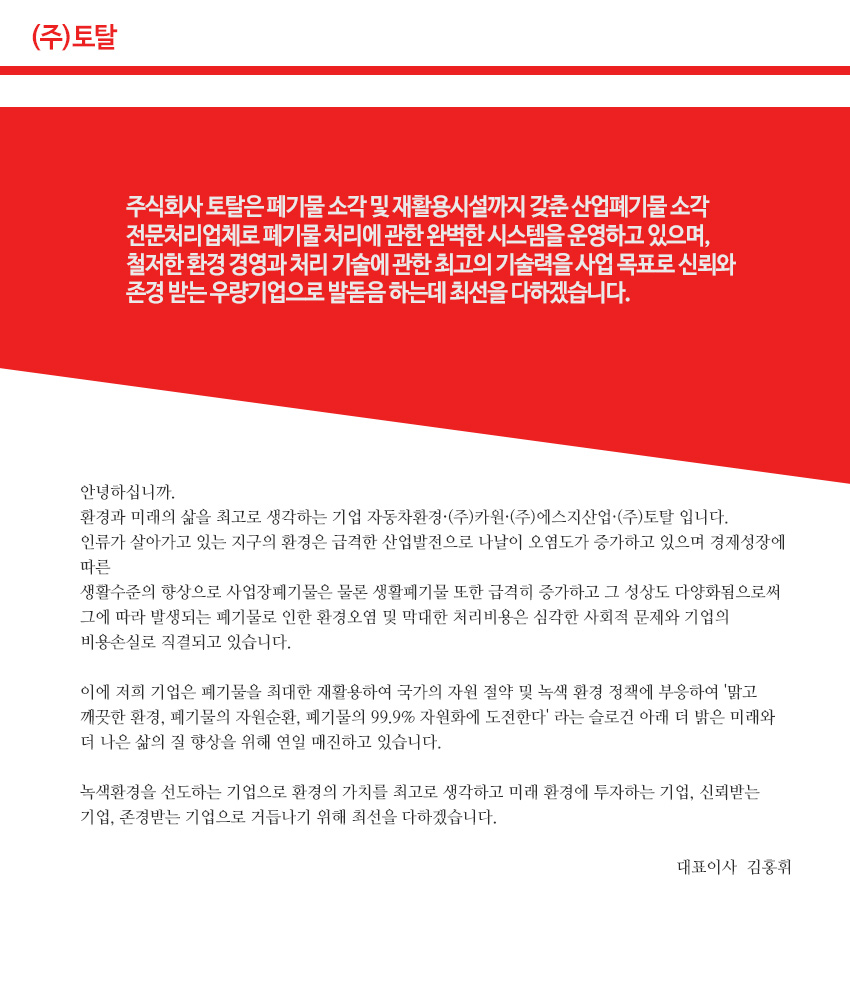 (주)토탈
주식회사 토탈은 폐기물 소각 및 재활용시설까지 갖춘 산업폐기물 소각
전문처리업체로 폐기물 처리에 관한 완벽한 시스템을 운영하고 있으며,
철저한 환경 경영과 처리 기술에 관한 최고의 기술력을 사업 목표로 신뢰와
존경 받는 우량기업으로 발돋음 하는데 최선을 다하겠습니다.
안녕하십니까.
환경과 미래의 삶을 최고로 생각하는 기업 자동차환경·(주)카원·(주)에스지산업·(주)토탈 입니다.
인류가 살아가고 있는 지구의 환경은 급격한 산업발전으로 나날이 오염도가 증가하고 있으며 경제성장에
따른
생활수준의 향상으로 사업장폐기물은 물론 생활폐기물 또한 급격히 증가하고 그 성상도 다양화됨으로써
그에 따라 발생되는 폐기물로 인한 환경오염 및 막대한 처리비용은 심각한 사회적 문제와 기업의
비용손실로 직결되고 있습니다.
이에 저희 기업은 폐기물을 최대한 재활용하여 국가의 자원 절약 및 녹색 환경 정책에 부응하여 '맑고
깨끗한 환경, 폐기물의 자원순환, 폐기물의 99.9% 자원화에 도전한다' 라는 슬로건 아래 더 밝은 미래와
더 나은 삶의 질 향상을 위해 연일 매진하고 있습니다.
녹색환경을 선도하는 기업으로 환경의 가치를 최고로 생각하고 미래 환경에 투자하는 기업, 신뢰받는
기업, 존경받는 기업으로 거듭나기 위해 최선을 다하겠습니다.
대표이사 김홍휘